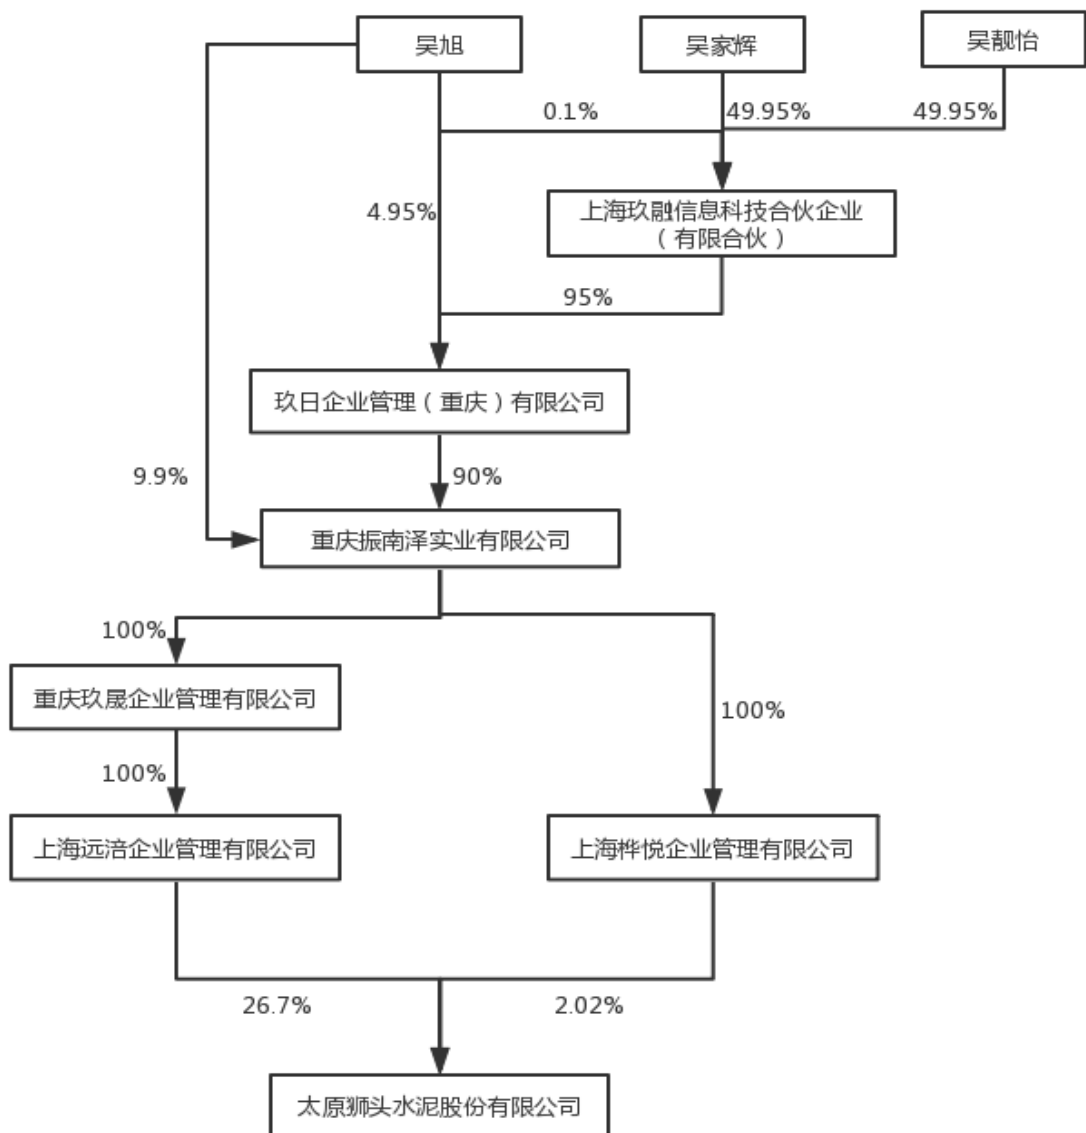 吴旭
吴家辉
吴靓怡
0.1%
49.95%
49.95%
4.95%
上海玖融信息科技合伙企业
（有限合伙）
95%
玖日企业管理（重庆）有限公司
9.9%
90%
重庆振南泽实业有限公司
100%
重庆玖晟企业管理有限公司
100%
100%
上海远涪企业管理有限公司
上海桦悦企业管理有限公司
26.7%
2.02%
太原狮头水泥股份有限公司